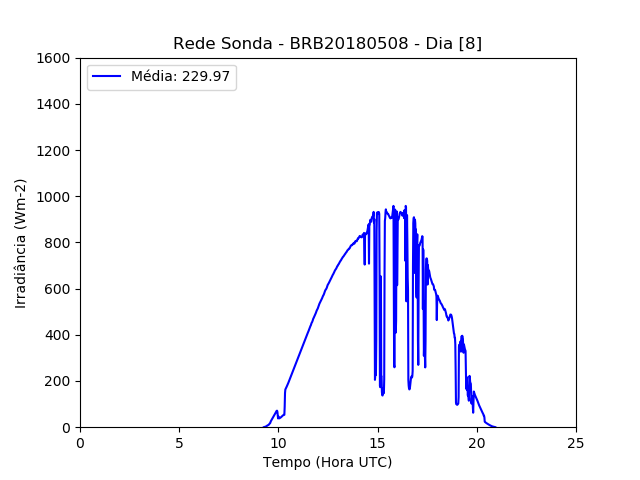 Rede Sonda - BRB20180508 - Dia [8]
Média: 229.97
1600
1400
1200
1000
800
600
400
200
0
Irradiância (Wm-2)
0 5 10 15 20 25
Tempo (Hora UTC)